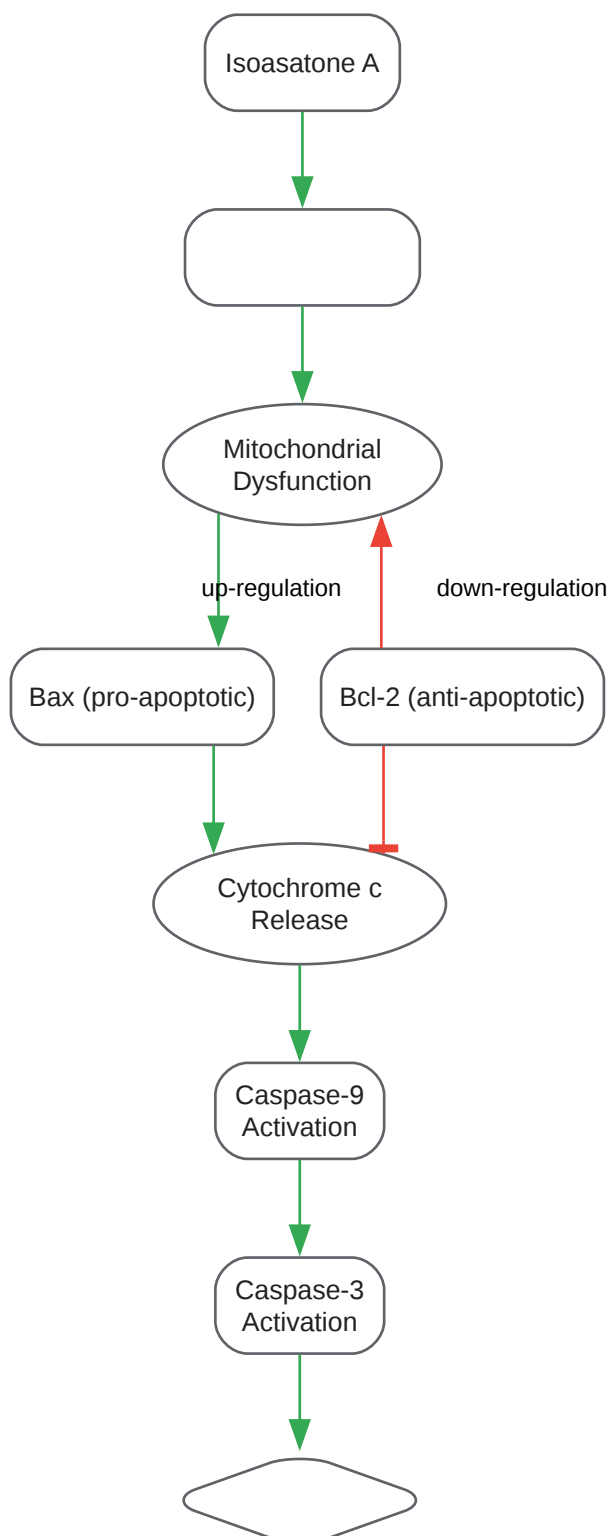 Isoasatone A
Mitochondrial
Dysfunction
up-regulation
down-regulation
Bax (pro-apoptotic)
Bcl-2 (anti-apoptotic)
Cytochrome c
Release
Caspase-9
Activation
Caspase-3
Activation